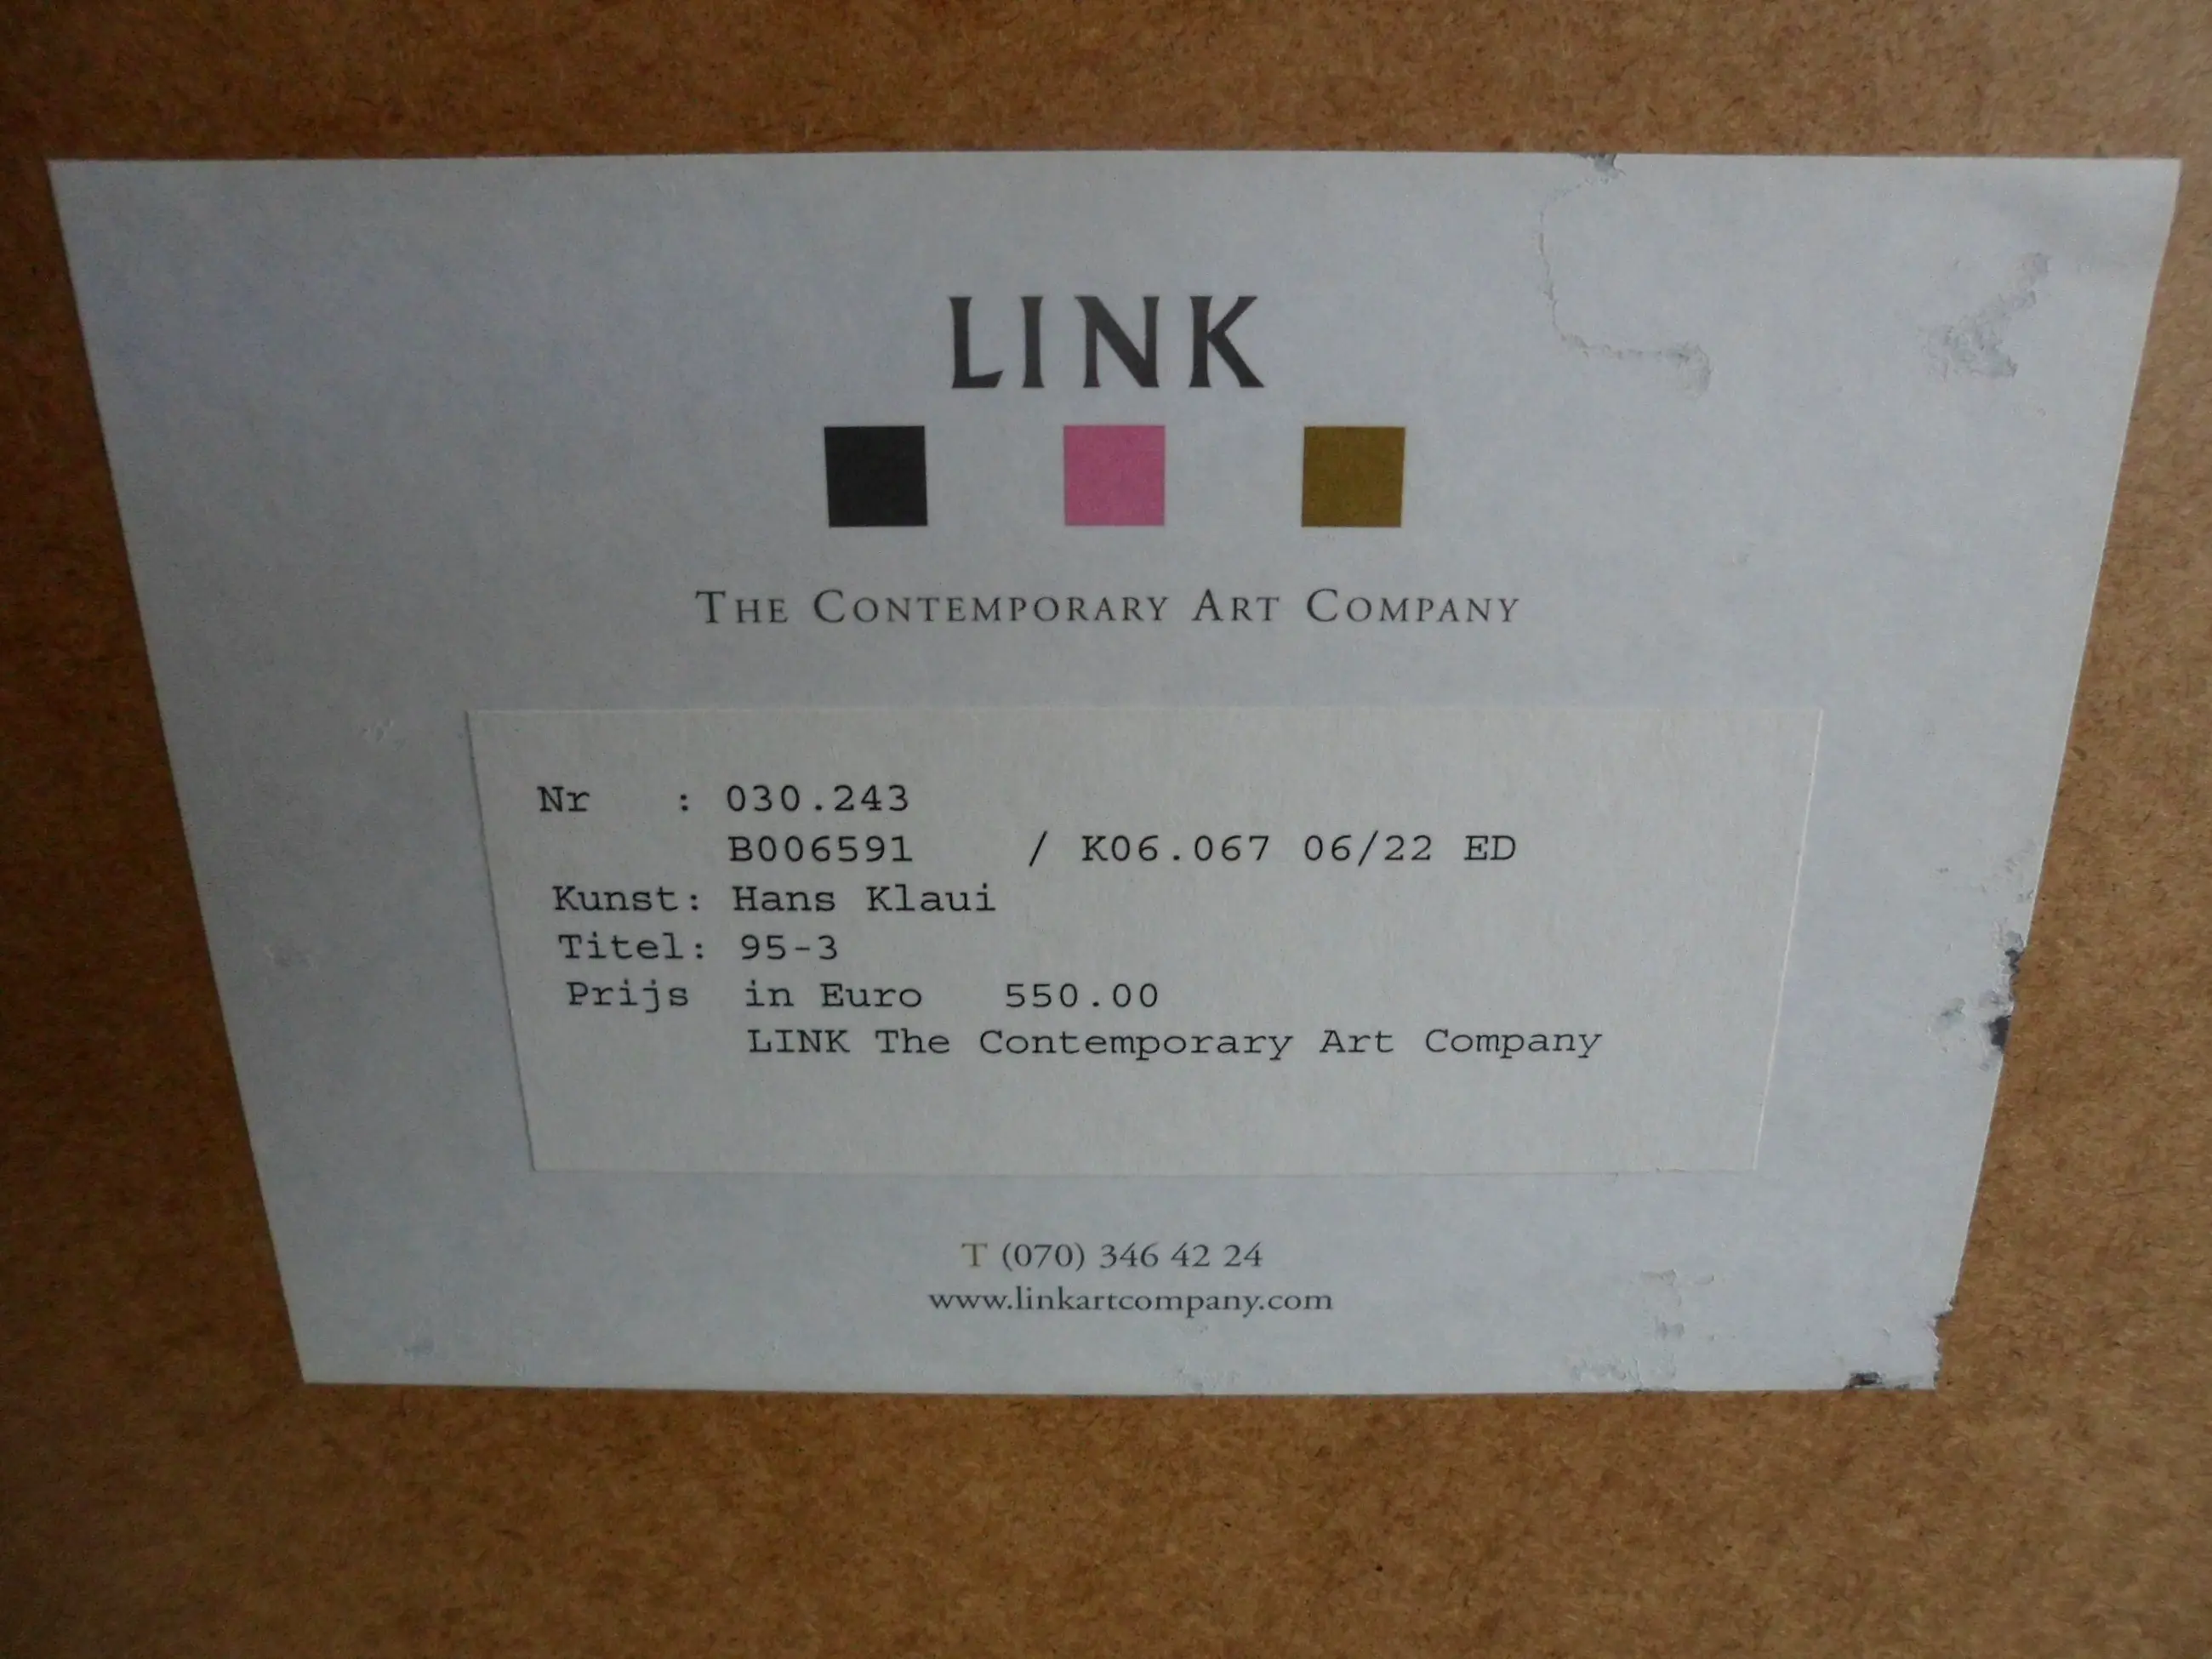 LINK
THE CONTEMPORARY ART COMPANY
Nr : 030.243
B006591 / K06.067 06/22 ED
Kunst: Hans Klaui
Titel: 95-3
Prijs in Euro 550.00
LINK The Contemporary Art Company
T (070) 346 42 24
www.linkartcompany.com